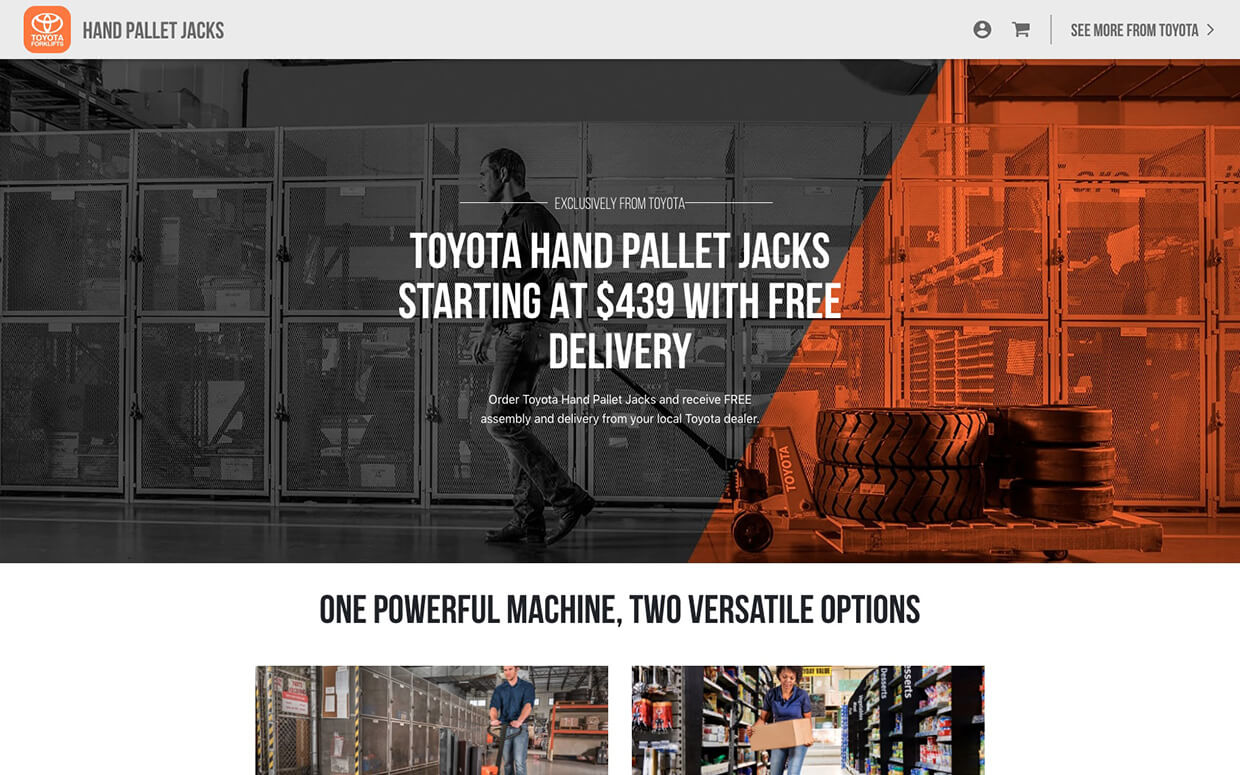 TOYOTA
FORKLIFTS
HAND PALLET JACKS
SEE MORE FROM TOYOTA
EXCLUSIVELY FROM TOYOTA
TOYOTA HAND PALLET JACKS
STARTING AT $439 WITH FREE
DELIVERY
Order Toyota Hand Pallet Jacks and receive FREE
assembly and delivery from your local Toyota dealer.
TOYOTA
ONE POWERFUL MACHINE, TWO VERSATILE OPTIONS
VALUE
Desserts
Desserts